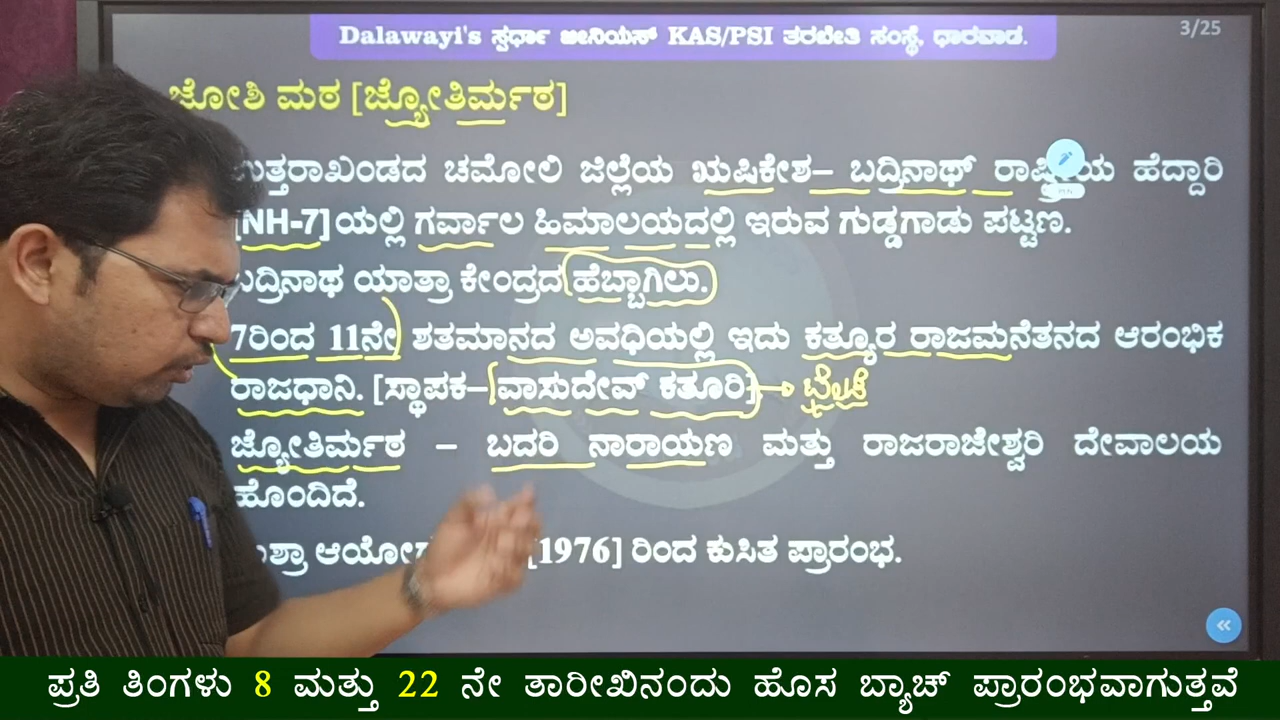 Dalawayi's ಸ್ಪರ್ಧಾ ಜೀನಿಯಸ್ KAS/PSI ತರಬೇತಿ ಸಂಸ್ಥೆ, ಧಾರವಾಡ.
3/25
ಜೋಶಿ ಮಠ [ಜ್ಯೋತಿರ್ಮಠ]
ಉತ್ತರಾಖಂಡದ ಚಮೋಲಿ ಜಿಲ್ಲೆಯ ಋಷಿಕೇಶ– ಬದ್ರಿನಾಥ್ ರಾಷ್ಟ್ರೀಯ ಹೆದ್ದಾರಿ
[NH-7] ಯಲ್ಲಿ ಗರ್ವಾಲ ಹಿಮಾಲಯದಲ್ಲಿ ಇರುವ ಗುಡ್ಡಗಾಡು ಪಟ್ಟಣ.
ಬದ್ರಿನಾಥ ಯಾತ್ರಾ ಕೇಂದ್ರದ ಹೆಬ್ಬಾಗಿಲು.
7ರಿಂದ 11ನೇ ಶತಮಾನದ ಅವಧಿಯಲ್ಲಿ ಇದು ಕತ್ಯೂರ ರಾಜಮನೆತನದ ಆರಂಭಿಕ
ರಾಜಧಾನಿ. [ಸ್ಥಾಪಕ– ವಾಸುದೇವ್ ಕತೂರಿ]
ಜ್ಯೋತಿರ್ಮಠ – ಬದರಿ ನಾರಾಯಣ ಮತ್ತು ರಾಜರಾಜೇಶ್ವರಿ ದೇವಾಲಯ
ಹೊಂದಿದೆ.
[1976] ರಿಂದ ಕುಸಿತ ಪ್ರಾರಂಭ.
ಪ್ರತಿ ತಿಂಗಳು 8 ಮತ್ತು 22 ನೇ ತಾರೀಖಿನಂದು ಹೊಸ ಬ್ಯಾಚ್ ಪ್ರಾರಂಭವಾಗುತ್ತವೆ